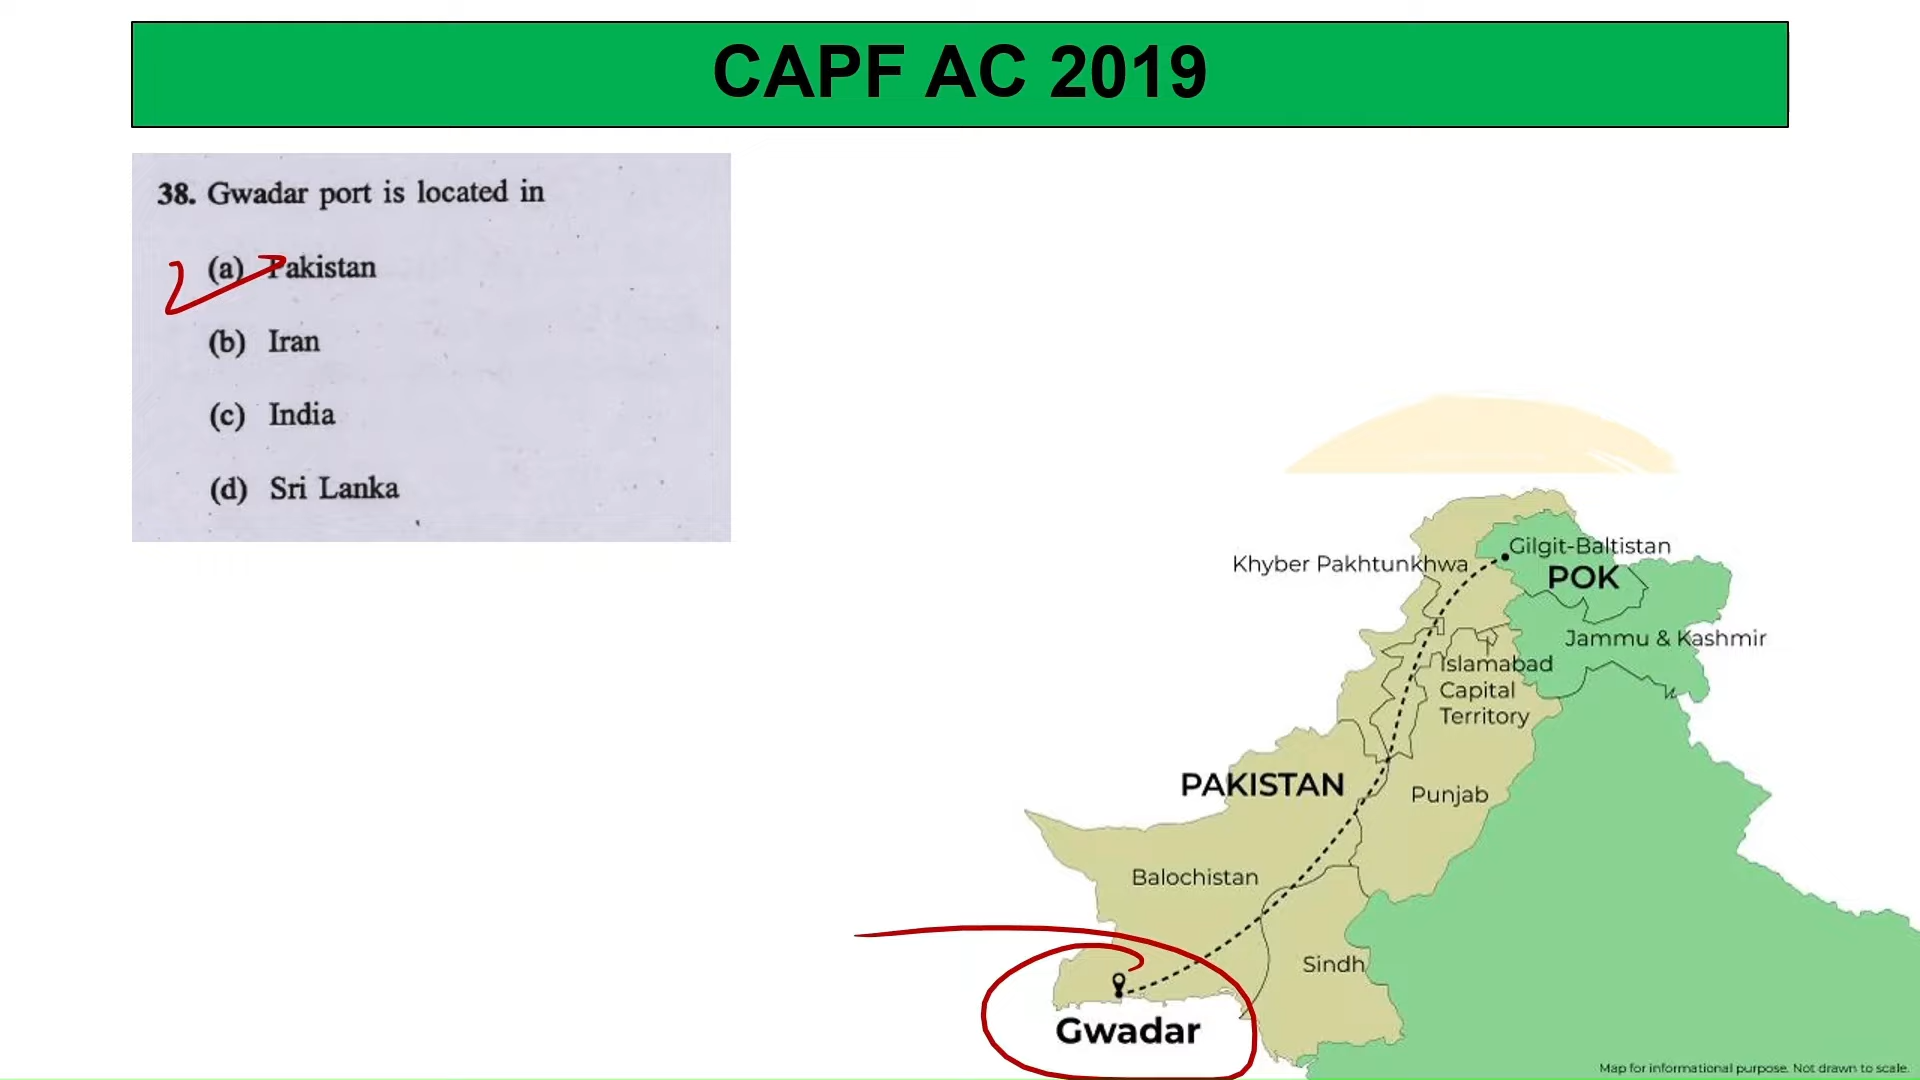 CAPF AC 2019
38. Gwadar port is located in
(a) Pakistan
(b) Iran
(c) India
(d) Sri Lanka
Gilgit-Baltistan
Khyber Pakhtunkhwa
POK
Jammu & Kashmir
Islamabad
Capital
Territory
PAKISTAN
Punjab
Balochistan
Sindh
Gwadar
Map for informational purpose. Not drawn to scale.